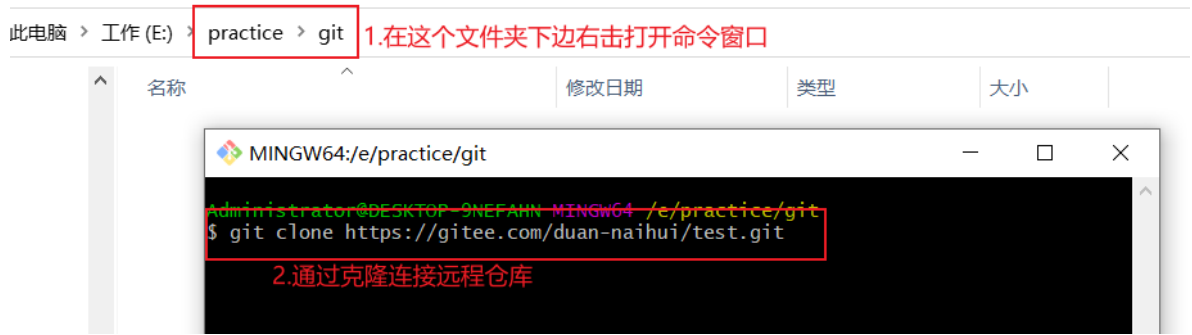 此电脑 > 工作 (E:) > practice > git 1.在这个文件夹下边右击打开命令窗口
名称 修改日期 类型 大小
MINGW64:/e/practice/git
Administrator@DESKTOP-9NEFAHN MINGW64 /e/practice/git
$ git clone https://gitee.com/duan-naihui/test.git
2.通过克隆连接远程仓库